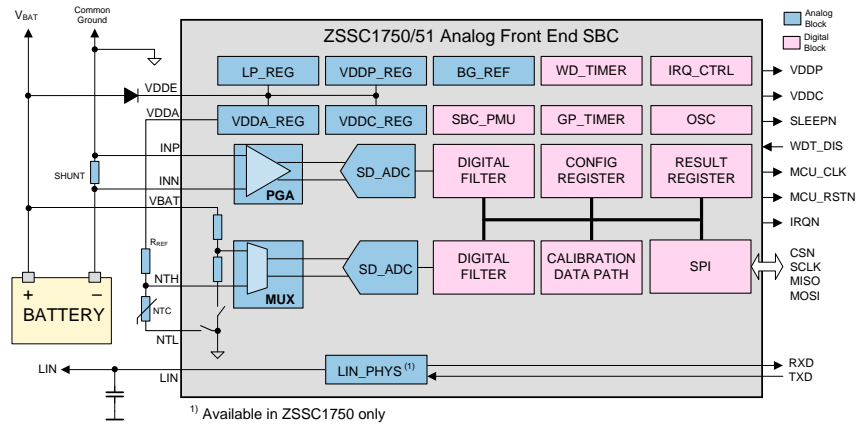 VBAT
Common
Ground
ZSSC1750/51 Analog Front End SBC
Analog
Block
Digital
Block
LP_REG
VDDP_REG
BG_REF
WD_TIMER
IRQ_CTRL
VDDP
VDDE
VDDC
VDDA
VDDA_REG
VDDC_REG
SBC_PMU
GP_TIMER
OSC
SLEEPN
INP
WDT_DIS
SHUNT
INN
PGA
SD_ADC
DIGITAL
FILTER
CONFIG
REGISTER
RESULT
REGISTER
MCU_CLK
MCU_RSTN
VBAT
IRQN
RREF
NTH
MUX
SD_ADC
DIGITAL
FILTER
CALIBRATION
DATA PATH
SPI
CSN
SCLK
MISO
MOSI
+
–
BATTERY
NTC
NTL
LIN
LIN
LIN_PHYS (1)
RXD
TXD
1) Available in ZSSC1750 only